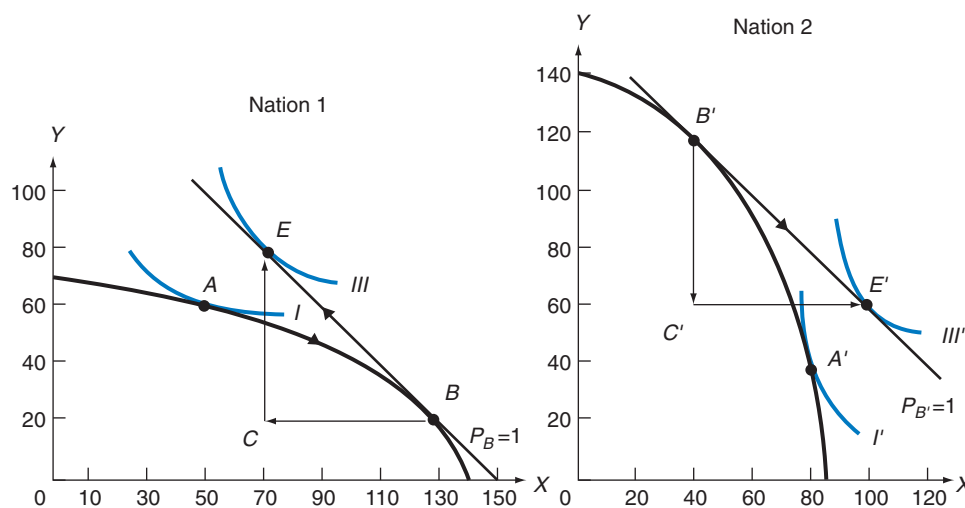 Nation 1
Y
100
80
60
40
20
0 10 30 50 70 90 110 130 150 X
A
I
E
III
B
C
P_B=1
Nation 2
Y
140
120
100
80
60
40
20
0 20 40 60 80 100 120 X
B'
E'
C'
III'
A'
P_B'=1
I'